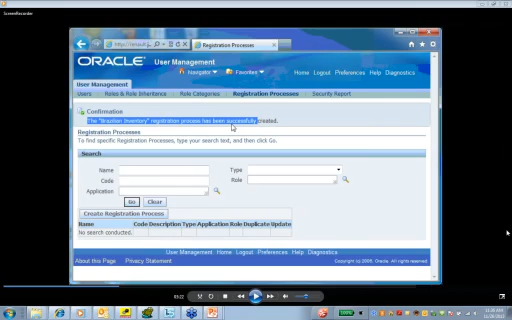 ScreenRecorder
Registration Processes
ORACLE User Management
Navigator Favorites Home Logout Preferences Help Diagnostics
User Management
Users Roles & Role Inheritance Role Categories Registration Processes Security Report
Confirmation
The "Brazilian Inventory" registration process has been successfully created.
Registration Processes
To find specific Registration Processes, type your search text, and then click Go.
Search
Name Type
Code Role
Application
Go Clear
Create Registration Process
Name Code Description Type Application Role Duplicate Update
No search conducted.
User Management Home Logout Preferences Help Diagnostics
About this Page Privacy Statement Copyright (c) 2006, Oracle. All rights reserved.
03:22
100%